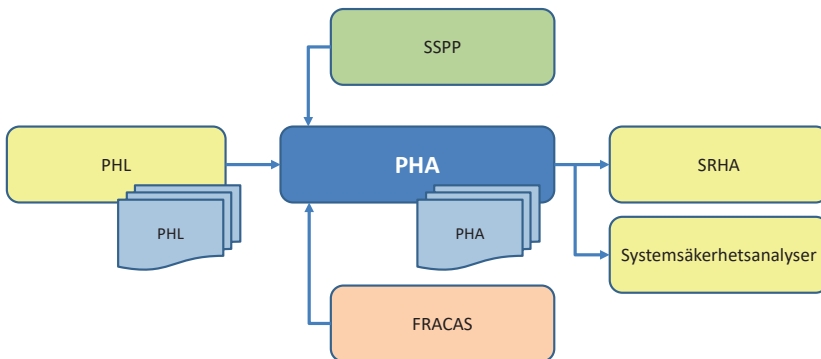 SSPP
PHL
PHA
SRHA
PHL
PHA
Systemsäkerhetsanalyser
FRACAS